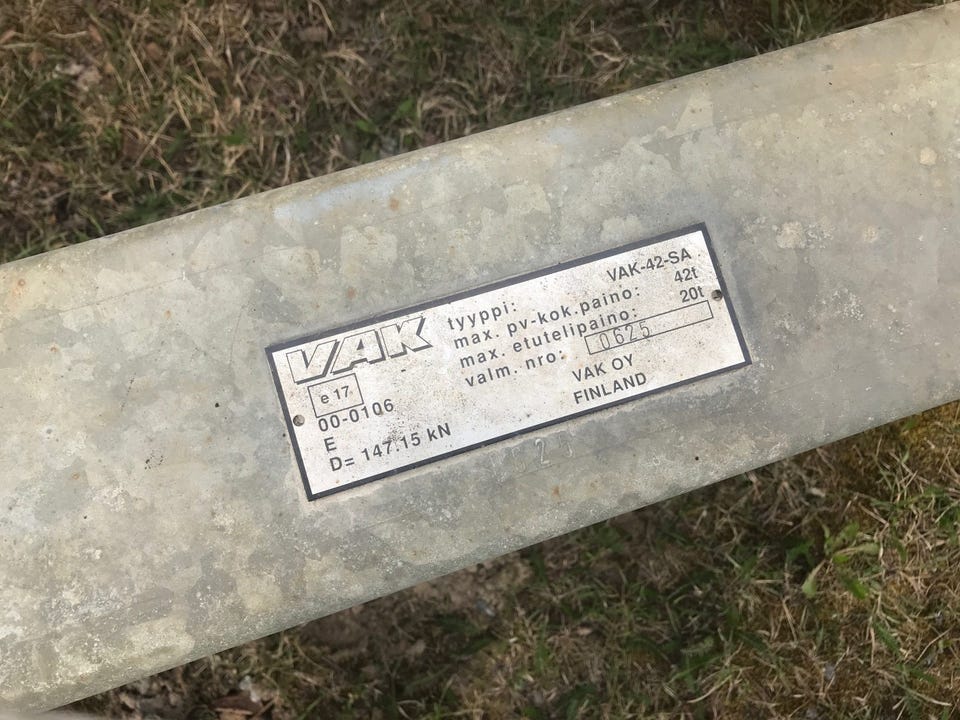 VAK
e 17
00-0106
E
D= 147.15 kN
tyyppi: VAK-42-SA
max. pv-kok.paino: 42t
max. etutelipaino: 20t
valm. nro: 0625
VAK OY
FINLAND